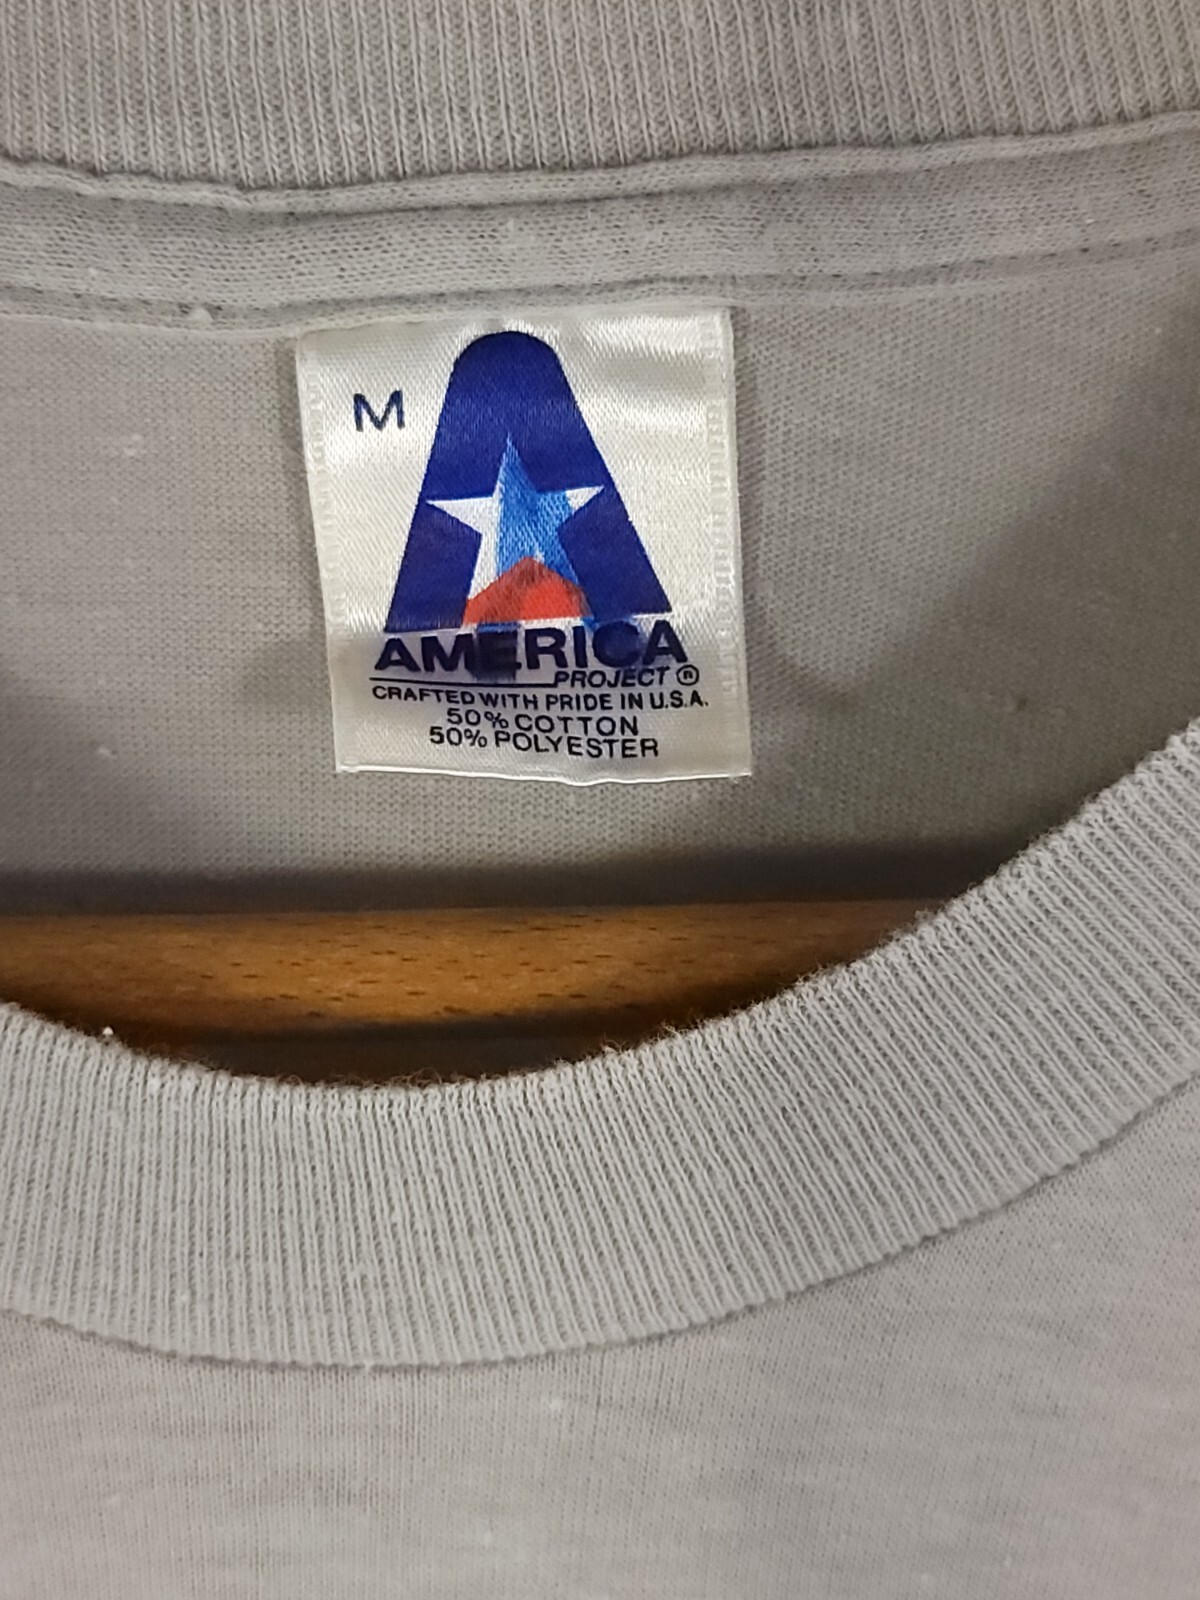 M
AMERICA
PROJECT ®
CRAFTED WITH PRIDE IN U.S.A.
50% COTTON
50% POLYESTER